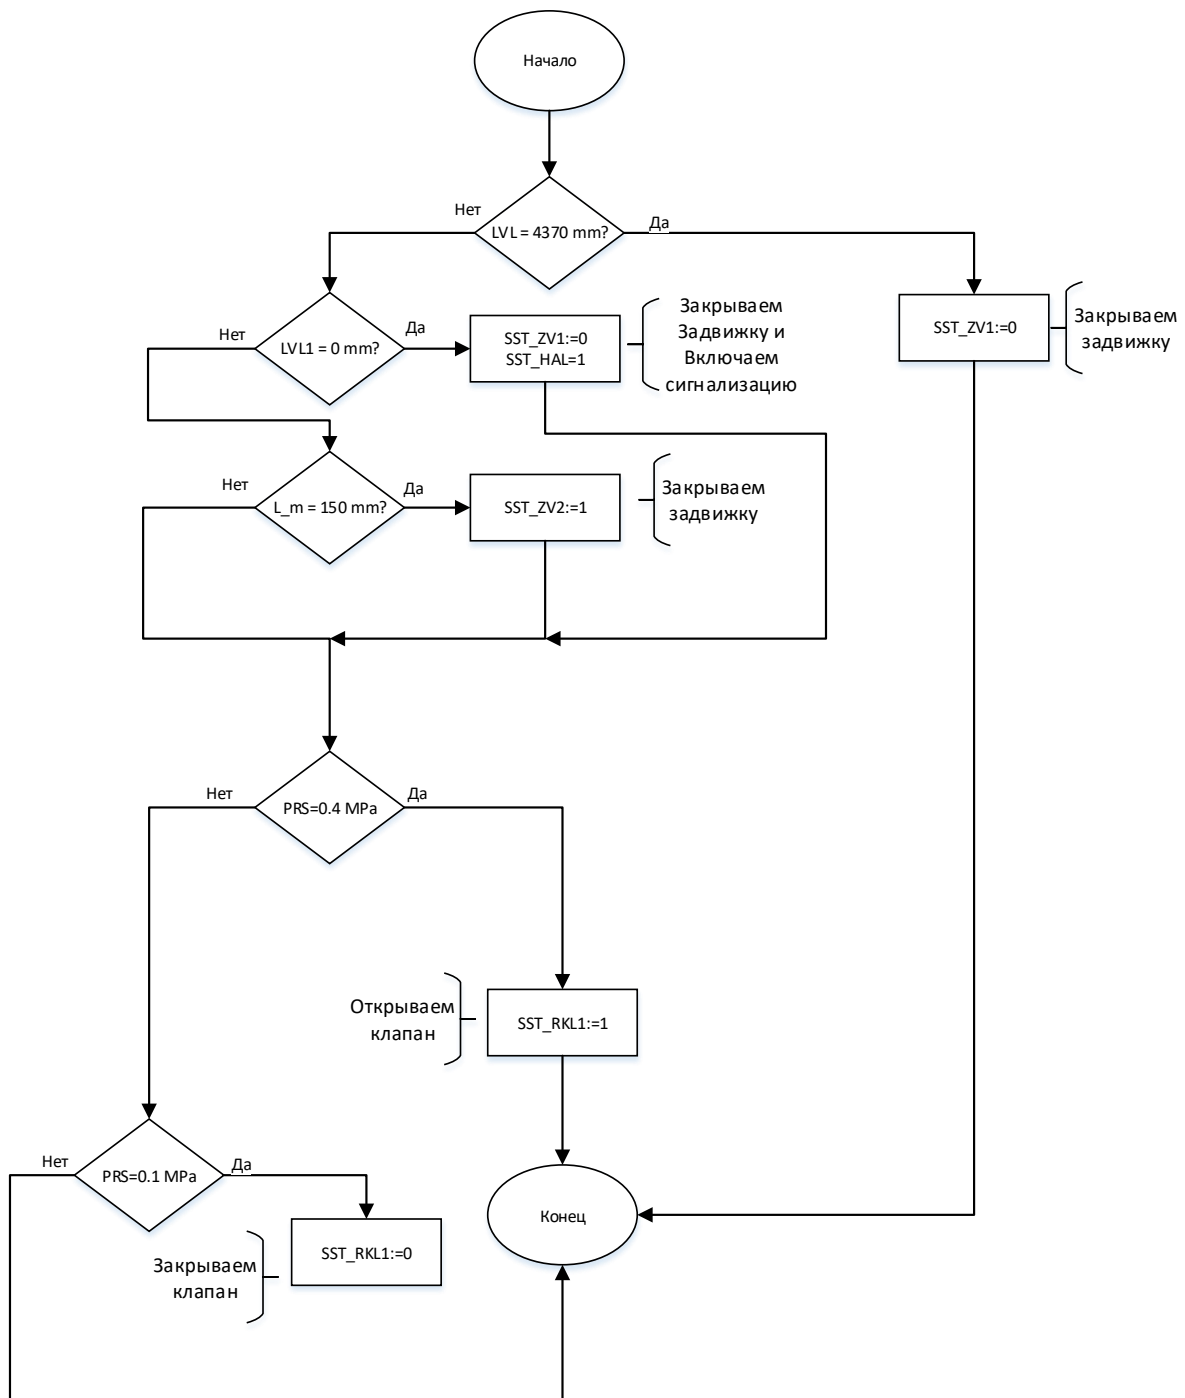 Начало
LVL = 4370 mm?
Нет
Да
LVL1 = 0 mm?
Нет
Да
SST_ZV1:=0
SST_HAL=1
Закрываем
Задвижку и
Включаем
сигнализацию
SST_ZV1:=0
Закрываем
задвижку
L_m = 150 mm?
Нет
Да
SST_ZV2:=1
Закрываем
задвижку
PRS=0.4 MPa
Нет
Да
Открываем
клапан
SST_RKL1:=1
PRS=0.1 MPa
Нет
Да
Закрываем
клапан
SST_RKL1:=0
Конец